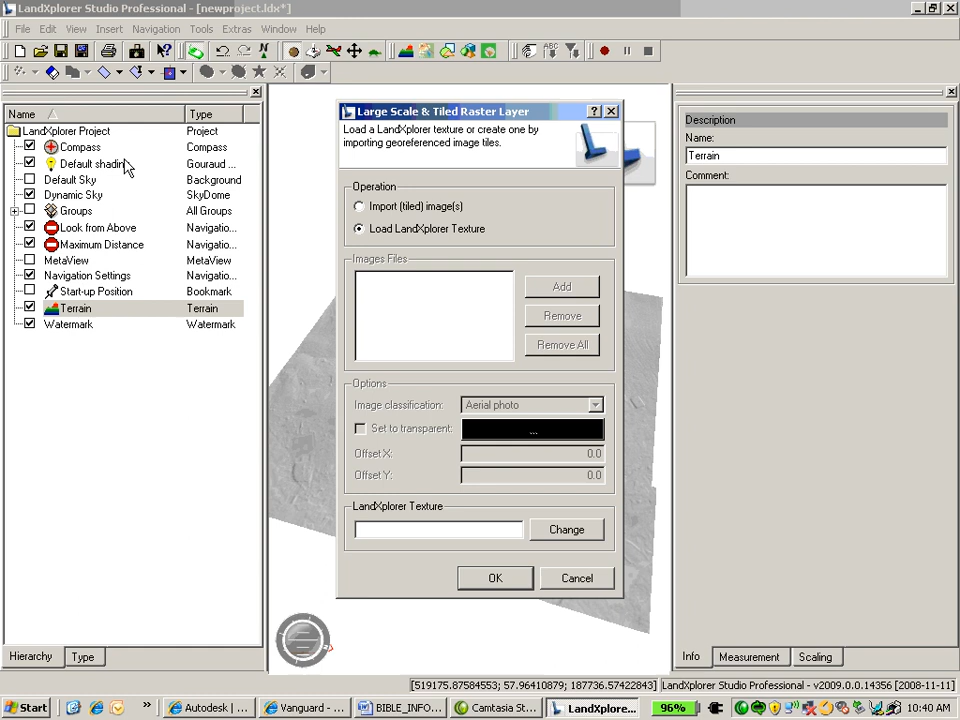 LandXplorer Studio Professional - [newproject.ldx*]
File Edit View Insert Navigation Tools Extras Window Help
N
ABC
Name Type
LandXplorer Project Project
Compass Compass
Default shading Gouraud ...
Default Sky Background
Dynamic Sky SkyDome
Groups All Groups
Look from Above Navigatio...
Maximum Distance Navigatio...
MetaView MetaView
Navigation Settings Navigatio...
Start-up Position Bookmark
Terrain Terrain
Watermark Watermark
Hierarchy Type
Large Scale & Tiled Raster Layer
Load a LandXplorer texture or create one by
importing georeferenced image tiles.
Operation
Import (tiled) image(s)
Load LandXplorer Texture
Images Files
Add
Remove
Remove All
Options
Image classification: Aerial photo
Set to transparent: ...
Offset X: 0.0
Offset Y: 0.0
LandXplorer Texture
Change
OK Cancel
Description
Name:
Terrain
Comment:
Info Measurement Scaling
[519175.87584553; 57.96410879; 187736.57422843] LandXplorer Studio Professional - v2009.0.0.14356 [2008-11-11]
Start Autodesk | ... Vanguard - ... BIBLE_INFO... Camtasia St... LandXplore... 96% 10:40 AM